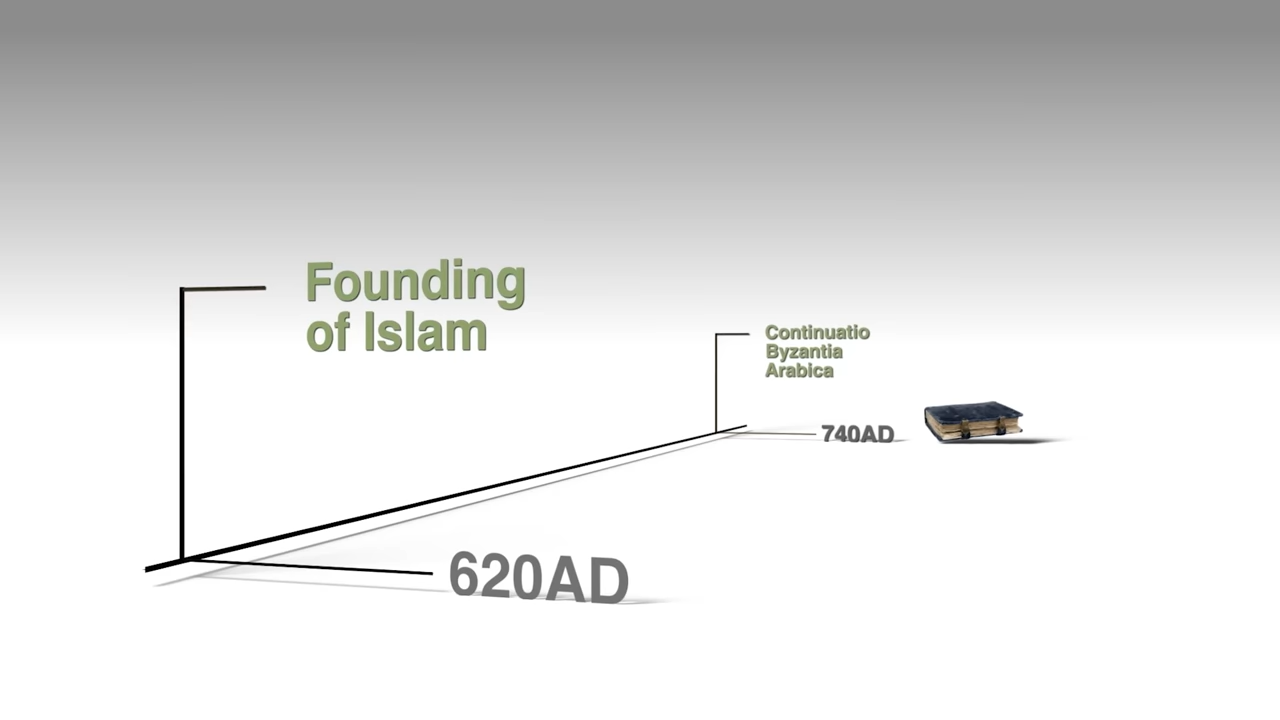 Founding
of Islam
620AD
Continuatio
Byzantia
Arabica
740AD